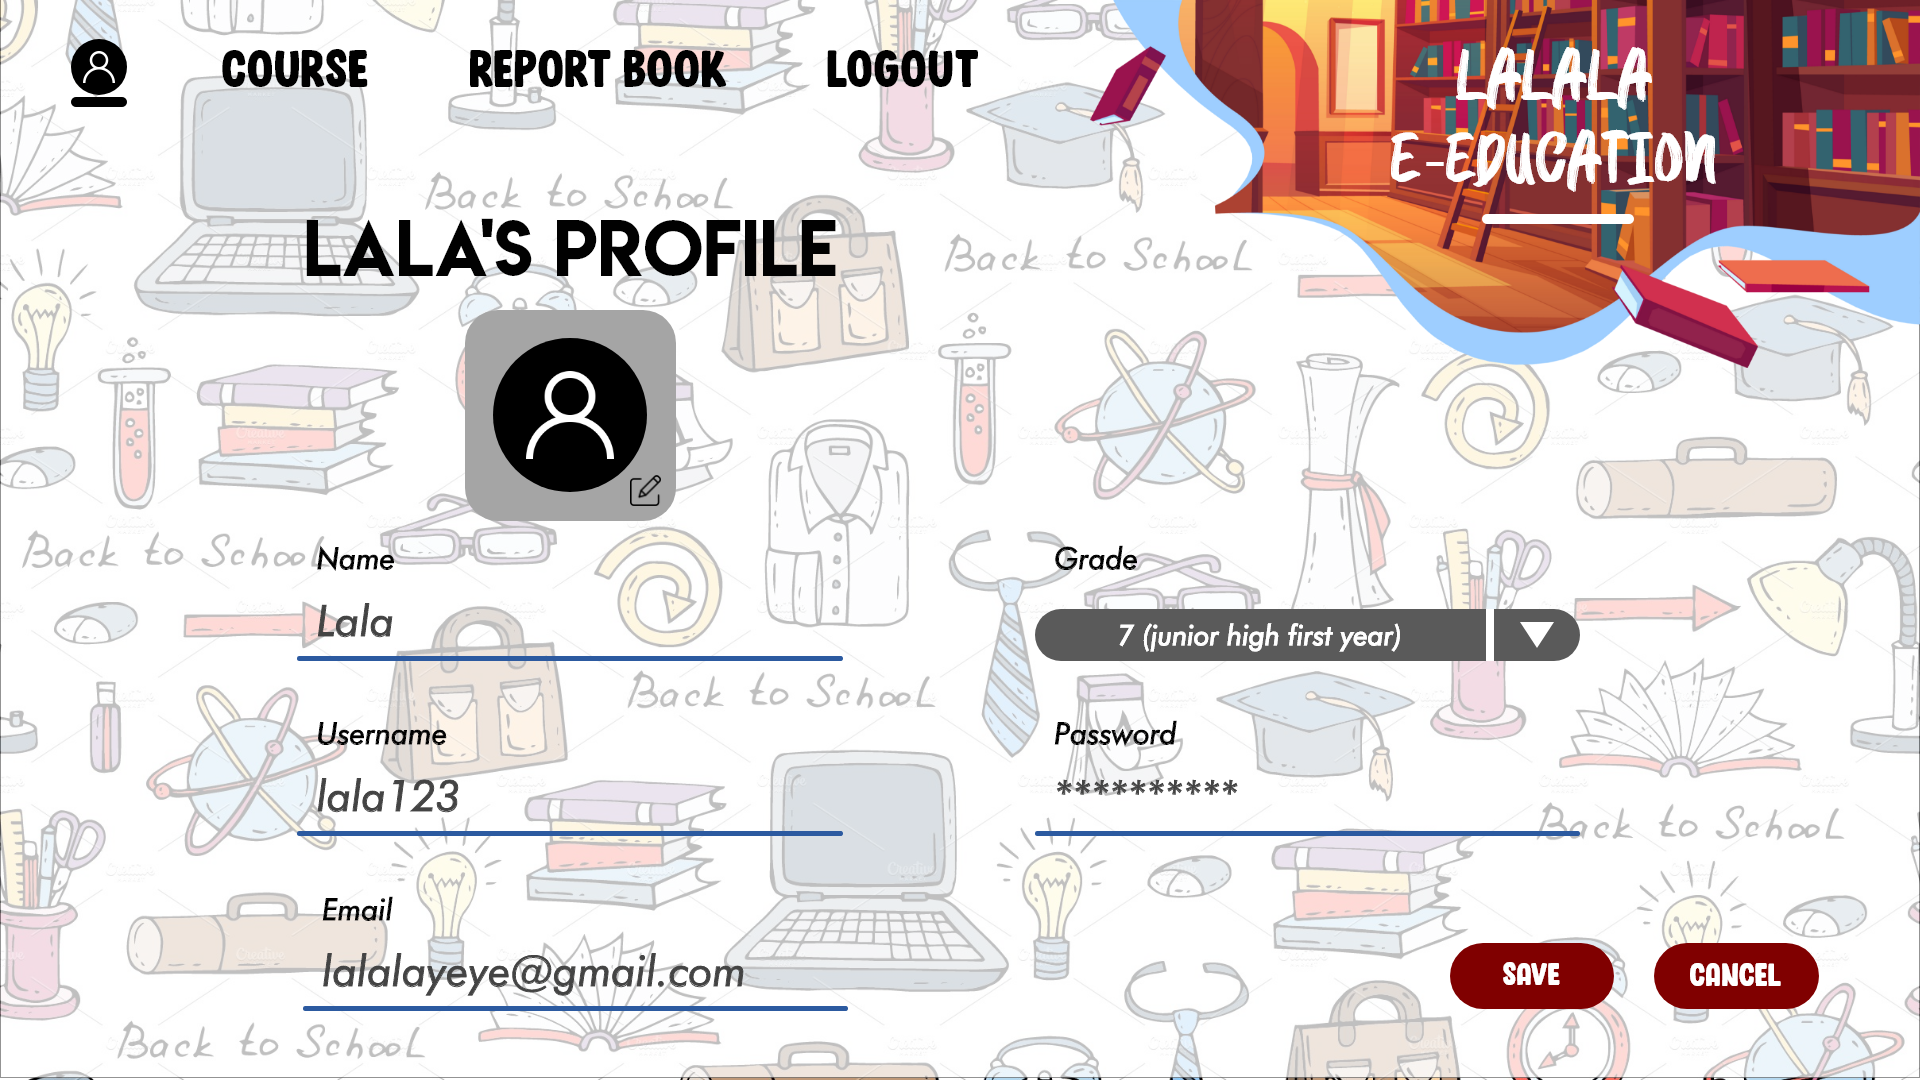 COURSE
REPORT BOOK
LOGOUT
LALALA
E-EDUCATION
Back to School
LALA'S PROFILE
Back to School
Back to School
Name
Lala
Grade
7 (junior high first year)
Back to School
Username
lala123
Password
**********
Back to School
Email
lalalayeye@gmail.com
SAVE
CANCEL
Back to School